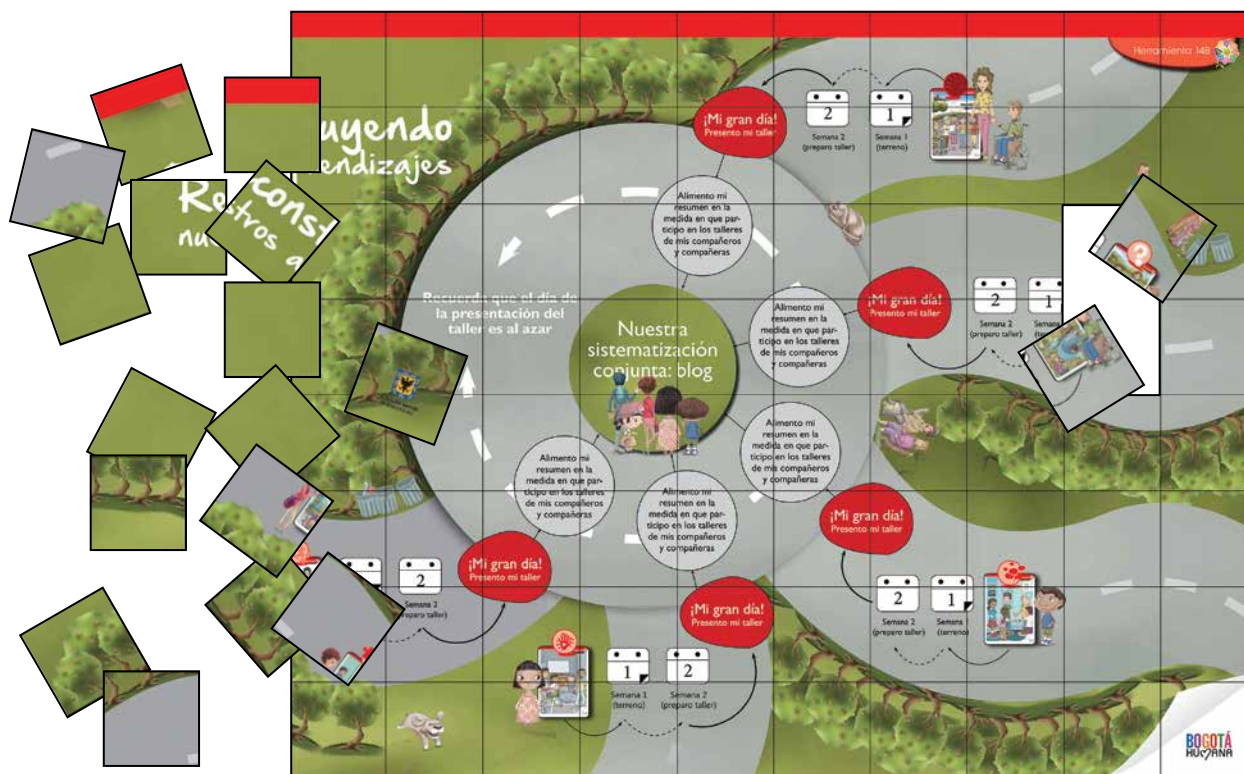 Herramienta 14B
const
uyendo
Re stros
endizajes
nu
a
¡Mi gran día!
Presento mi taller
2
1
Semana 2
(preparo taller)
Semana 1
(terreno)
Alimento mi
resumen en la
medida en que par-
ticipo en los talleres
de mis compañeros
y compañeras
Recuerda que el día de
la presentación del
taller es al azar
Nuestra
sistematización
conjunta: blog
Alimento mi
resumen en la
medida en que par-
ticipo en los talleres
de mis compañeros
y compañeras
¡Mi gran día!
Presento mi taller
2
1
Semana 2
(preparo taller)
?
Alimento mi
resumen en la
medida en que par-
ticipo en los talleres
de mis compañeros
y compañeras
Alimento mi
resumen en la
medida en que par-
ticipo en los talleres
de mis compañeros
y compañeras
Alimento mi
resumen en la
medida en que par-
ticipo en los talleres
de mis compañeros
y compañeras
¡Mi gran día!
Presento mi taller
2
1
Semana 2
(preparo taller)
Semana 1
(terreno)
2
Semana 2
(preparo taller)
¡Mi gran día!
Presento mi taller
¡Mi gran día!
Presento mi taller
1
2
Semana 1
(terreno)
Semana 2
(preparo taller)
BOGOTÁ
HUMANA